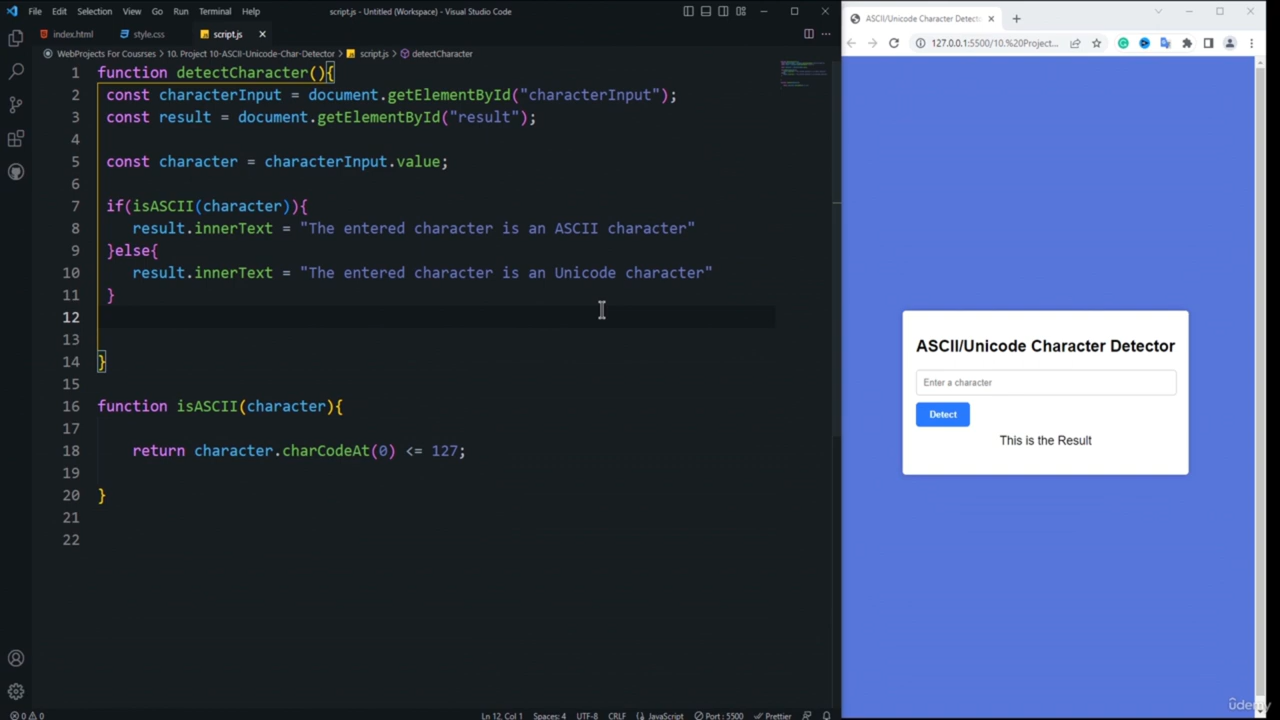 File Edit Selection View Go Run Terminal Help
script.js - Untitled (Workspace) - Visual Studio Code
index.html style.css script.js
WebProjects For Coursses > 10. Project 10-ASCII-Unicode-Char-Detector > script.js > detectCharacter
1 function detectCharacter(){
2 const characterInput = document.getElementById("characterInput");
3 const result = document.getElementById("result");
4
5 const character = characterInput.value;
6
7 if(isASCII(character)){
8 result.innerText = "The entered character is an ASCII character"
9 }else{
10 result.innerText = "The entered character is an Unicode character"
11 }
12
13
14 }
15
16 function isASCII(character){
17
18 return character.charCodeAt(0) <= 127;
19
20 }
21
22
0 0 Ln 12, Col 1 Spaces: 4 UTF-8 CRLF JavaScript Port : 5500 Prettier
ASCII/Unicode Character Detecto
127.0.0.1:5500/10.%20Project...
ASCII/Unicode Character Detector
Enter a character
Detect
This is the Result
ûdemy